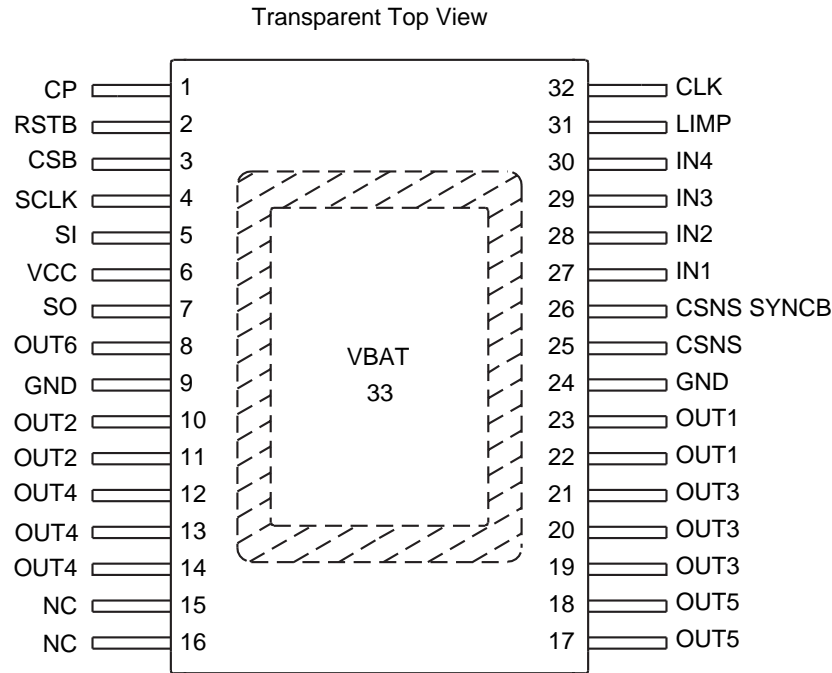 Transparent Top View
CP 1 32 CLK
RSTB 2 31 LIMP
CSB 3 30 IN4
SCLK 4 29 IN3
SI 5 28 IN2
VCC 6 27 IN1
SO 7 26 CSNS SYNCB
OUT6 8 25 CSNS
VBAT
33
GND 9 24 GND
OUT2 10 23 OUT1
OUT2 11 22 OUT1
OUT4 12 21 OUT3
OUT4 13 20 OUT3
OUT4 14 19 OUT3
NC 15 18 OUT5
NC 16 17 OUT5